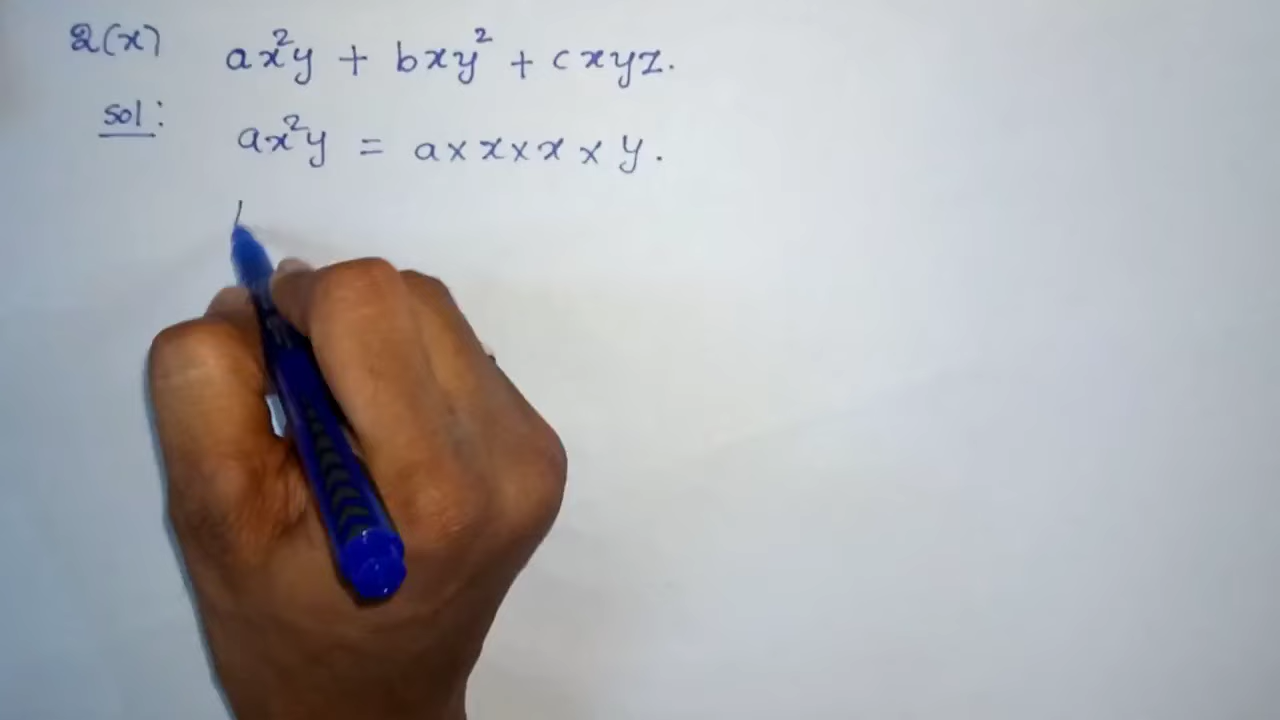 2(x) ax²y + bxy² + cxyz.
sol: ax²y = a × x × x × y.